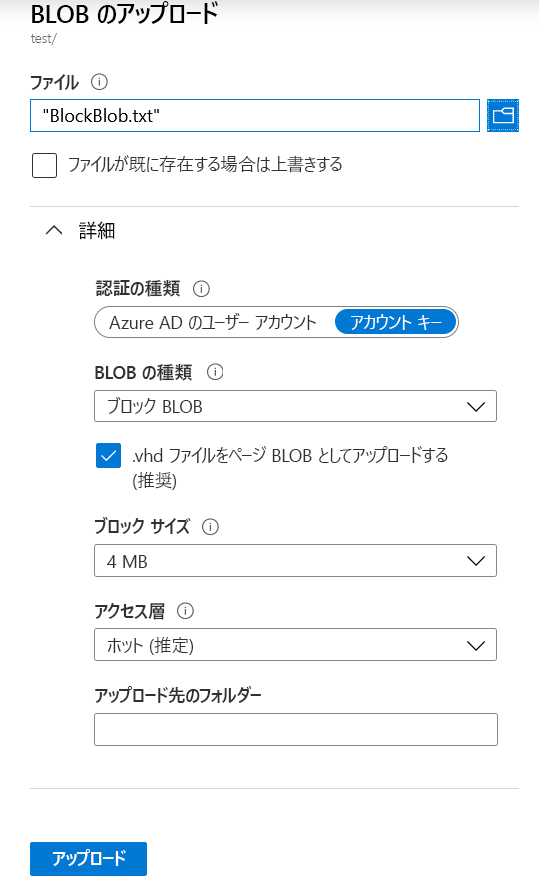 BLOB のアップロード
test/
ファイル
"BlockBlob.txt"
ファイルが既に存在する場合は上書きする
詳細
認証の種類
Azure AD のユーザー アカウント アカウント キー
BLOB の種類
ブロック BLOB
.vhd ファイルをページ BLOB としてアップロードする
(推奨)
ブロック サイズ
4 MB
アクセス層
ホット (推定)
アップロード先のフォルダー
アップロード